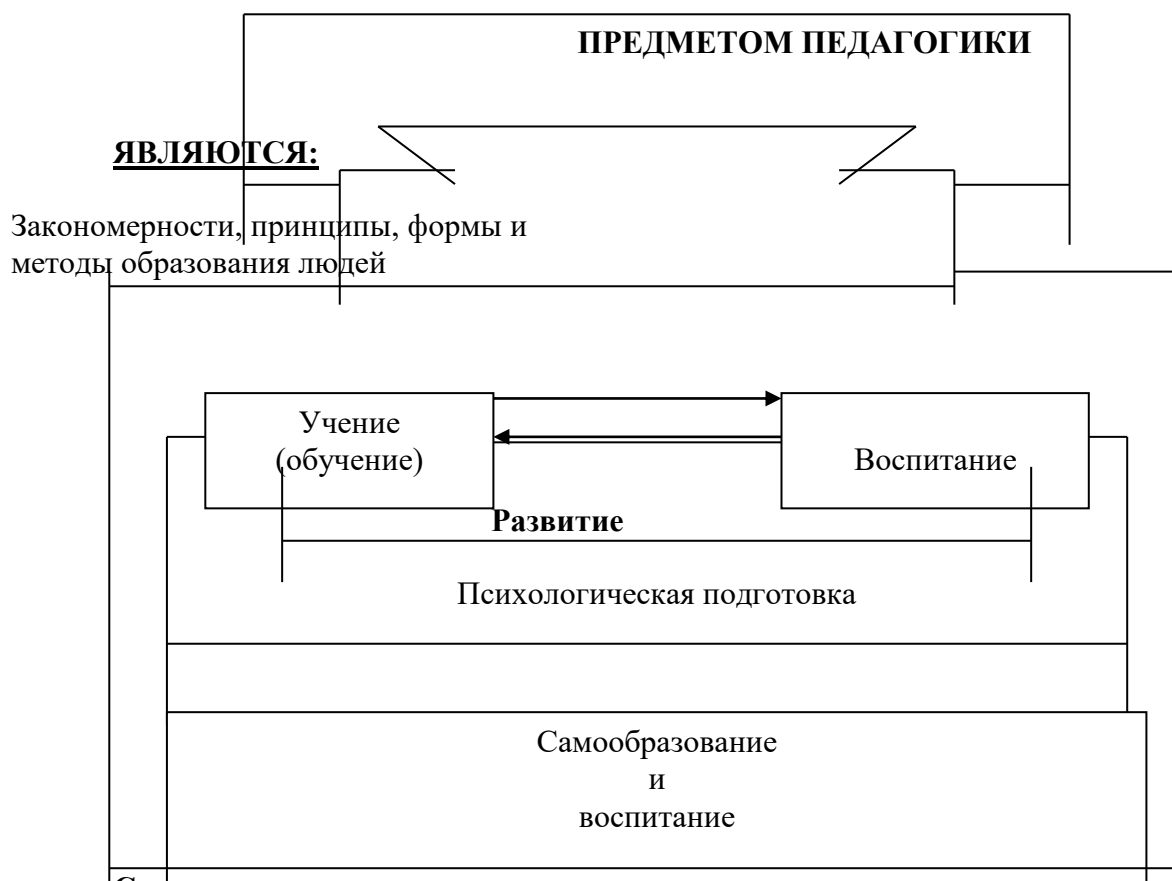 ПРЕДМЕТОМ ПЕДАГОГИКИ
ЯВЛЯЮТСЯ:
Закономерности, принципы, формы и
методы образования людей
Учение
(обучение)
Воспитание
Развитие
Психологическая подготовка
Самообразование
и
воспитание